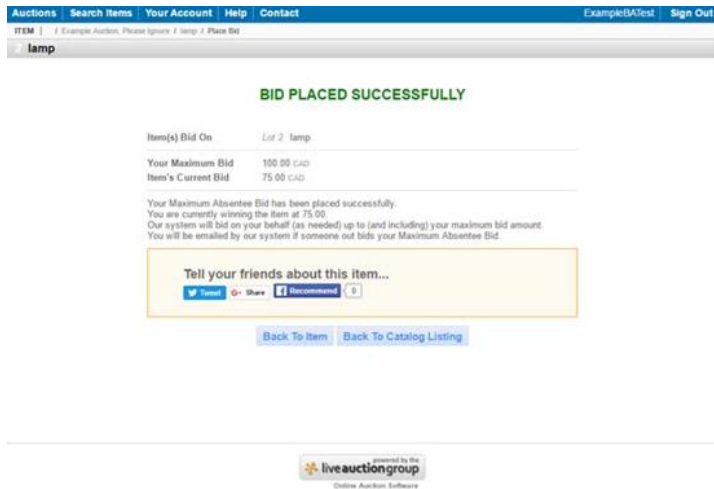 Auctions Search Items Your Account Help Contact ExampleBATest Sign Out
ITEM | / Example Auction, Please Ignore / lamp / Place Bid
2 lamp
BID PLACED SUCCESSFULLY
Item(s) Bid On Lot 2 lamp
Your Maximum Bid 100.00 CAD
Item's Current Bid 75.00 CAD
Your Maximum Absentee Bid has been placed successfully.
You are currently winning the item at 75.00
Our system will bid on your behalf (as needed) up to (and including) your maximum bid amount.
You will be emailed by our system if someone out bids your Maximum Absentee Bid.
Tell your friends about this item...
Tweet G+ Share f Recommend 0
Back To Item Back To Catalog Listing
powered by the
liveauctiongroup
Online Auction Software